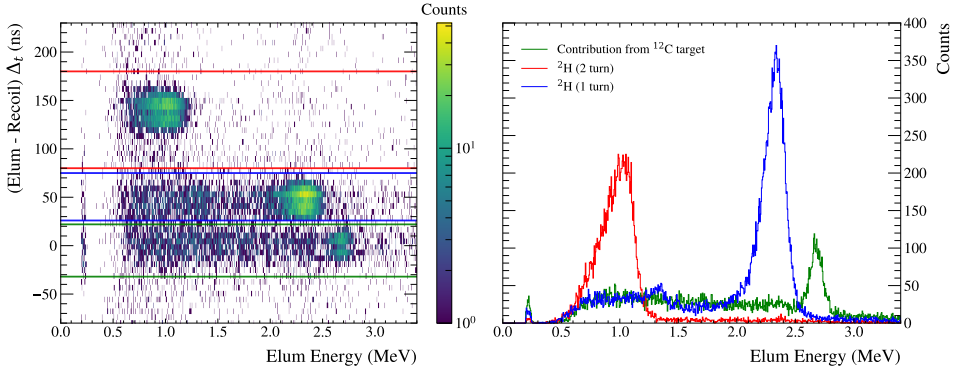 Counts
(Elum - Recoil) Δt (ns)
200
150
100
50
0
−50
0.0 0.5 1.0 1.5 2.0 2.5 3.0
Elum Energy (MeV)
10¹
10⁰
Contribution from ¹²C target
²H (2 turn)
²H (1 turn)
400
350
300
250
200
150
100
50
0
Counts
0.0 0.5 1.0 1.5 2.0 2.5 3.0
Elum Energy (MeV)